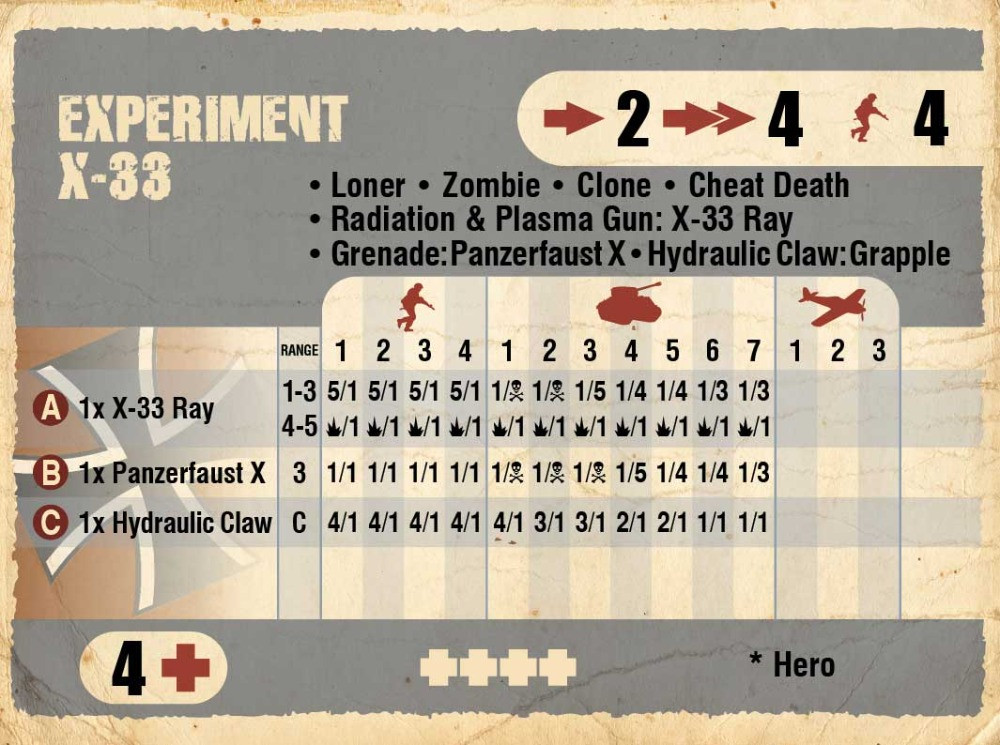 EXPERIMENT
X-33
2 4 4
• Loner • Zombie • Clone • Cheat Death
• Radiation & Plasma Gun: X-33 Ray
• Grenade: Panzerfaust X • Hydraulic Claw: Grapple
RANGE 1 2 3 4 1 2 3 4 5 6 7 1 2 3
A 1x X-33 Ray
1-3 5/1 5/1 5/1 5/1 1/☠ 1/☠ 1/5 1/4 1/4 1/3 1/3
4-5 /1 /1 /1 /1 /1 /1 /1 /1 /1 /1 /1
B 1x Panzerfaust X 3 1/1 1/1 1/1 1/1 1/☠ 1/☠ 1/☠ 1/5 1/4 1/4 1/3
C 1x Hydraulic Claw C 4/1 4/1 4/1 4/1 4/1 3/1 3/1 2/1 2/1 1/1 1/1
4
* Hero